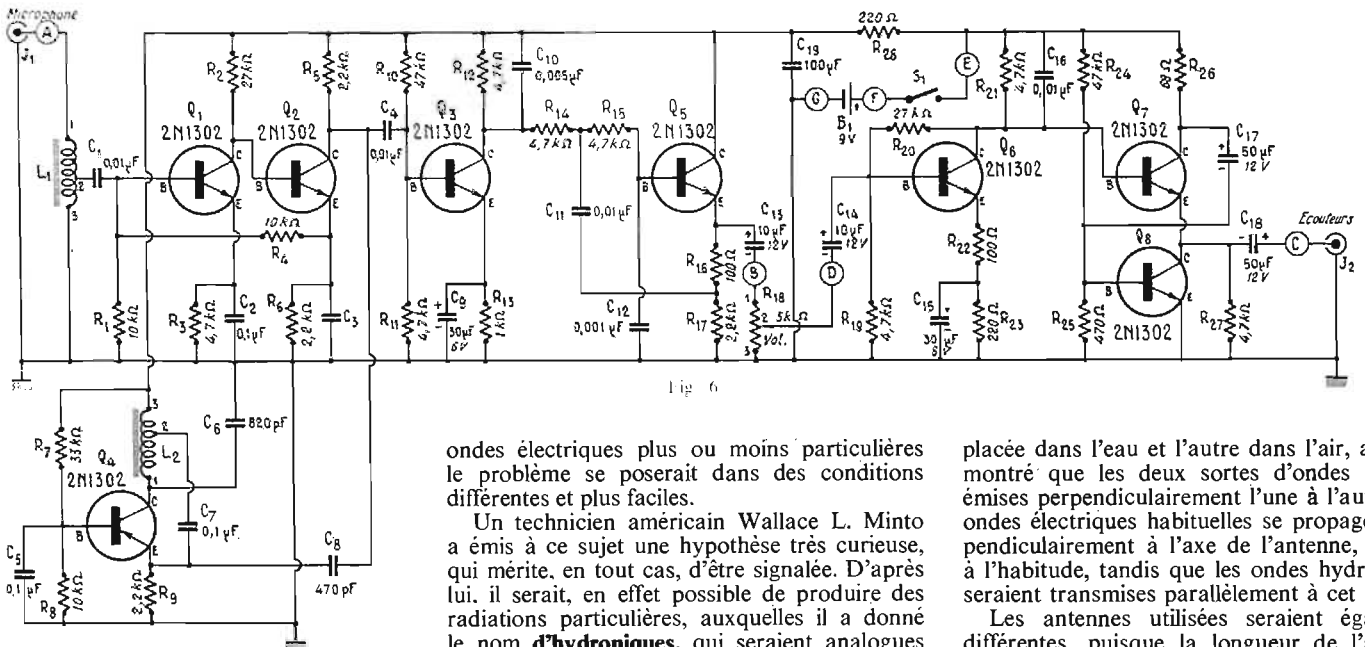 Microphone
A
J1
220 Ω
R28
C19
100μF
G
F
S1
E
B1
9V
R2
27kΩ
R5
2,2kΩ
R10
47kΩ
R12
4,7kΩ
C10
0,005μF
R21
4,7kΩ
C16
0,01μF
R24
47kΩ
R26
68Ω
Q1
2N1302
Q2
2N1302
C4
0,01μF
Q3
2N1302
R14
4,7kΩ
R15
4,7kΩ
Q5
2N1302
27kΩ
R20
Q6
2N1302
Q7
2N1302
C17
50μF
12V
L1
1
2
3
C1
0,01μF
B
C
E
10kΩ
R4
C11
0,01μF
C13
10μF
12V
C14
10μF
12V
B
D
R22
100Ω
Q8
2N1302
C18
50μF
12V
C
Ecouteurs
J2
R1
10kΩ
R3
4,7kΩ
C2
0,1μF
R6
2,2kΩ
C3
R11
4,7kΩ
C9
30μF
6V
R13
1kΩ
C12
0,001μF
R16
100Ω
R17
2,2kΩ
R18
5kΩ
Vol.
R19
4,7kΩ
C15
30μF
6V
R23
220Ω
R25
470Ω
R27
4,7kΩ
Fig. 6
R7
33kΩ
L2
3
2
1
C6
820pF
Q4
2N1302
C7
0,1μF
C5
0,1μF
R8
10kΩ
R9
2,2kΩ
C8
470pF
ondes électriques plus ou moins particulières
le problème se poserait dans des conditions
différentes et plus faciles.
Un technicien américain Wallace L. Minto
a émis à ce sujet une hypothèse très curieuse,
qui mérite, en tout cas, d'être signalée. D'après
lui, il serait, en effet possible de produire des
radiations particulières, auxquelles il a donné
le nom d'hydroniques, qui seraient analogues
placée dans l'eau et l'autre dans l'air, a
montré que les deux sortes d'ondes
émises perpendiculairement l'une à l'au
ondes électriques habituelles se propag
pendiculairement à l'axe de l'antenne,
à l'habitude, tandis que les ondes hydr
seraient transmises parallèlement à cet
Les antennes utilisées seraient éga
différentes, puisque la longueur de l'a